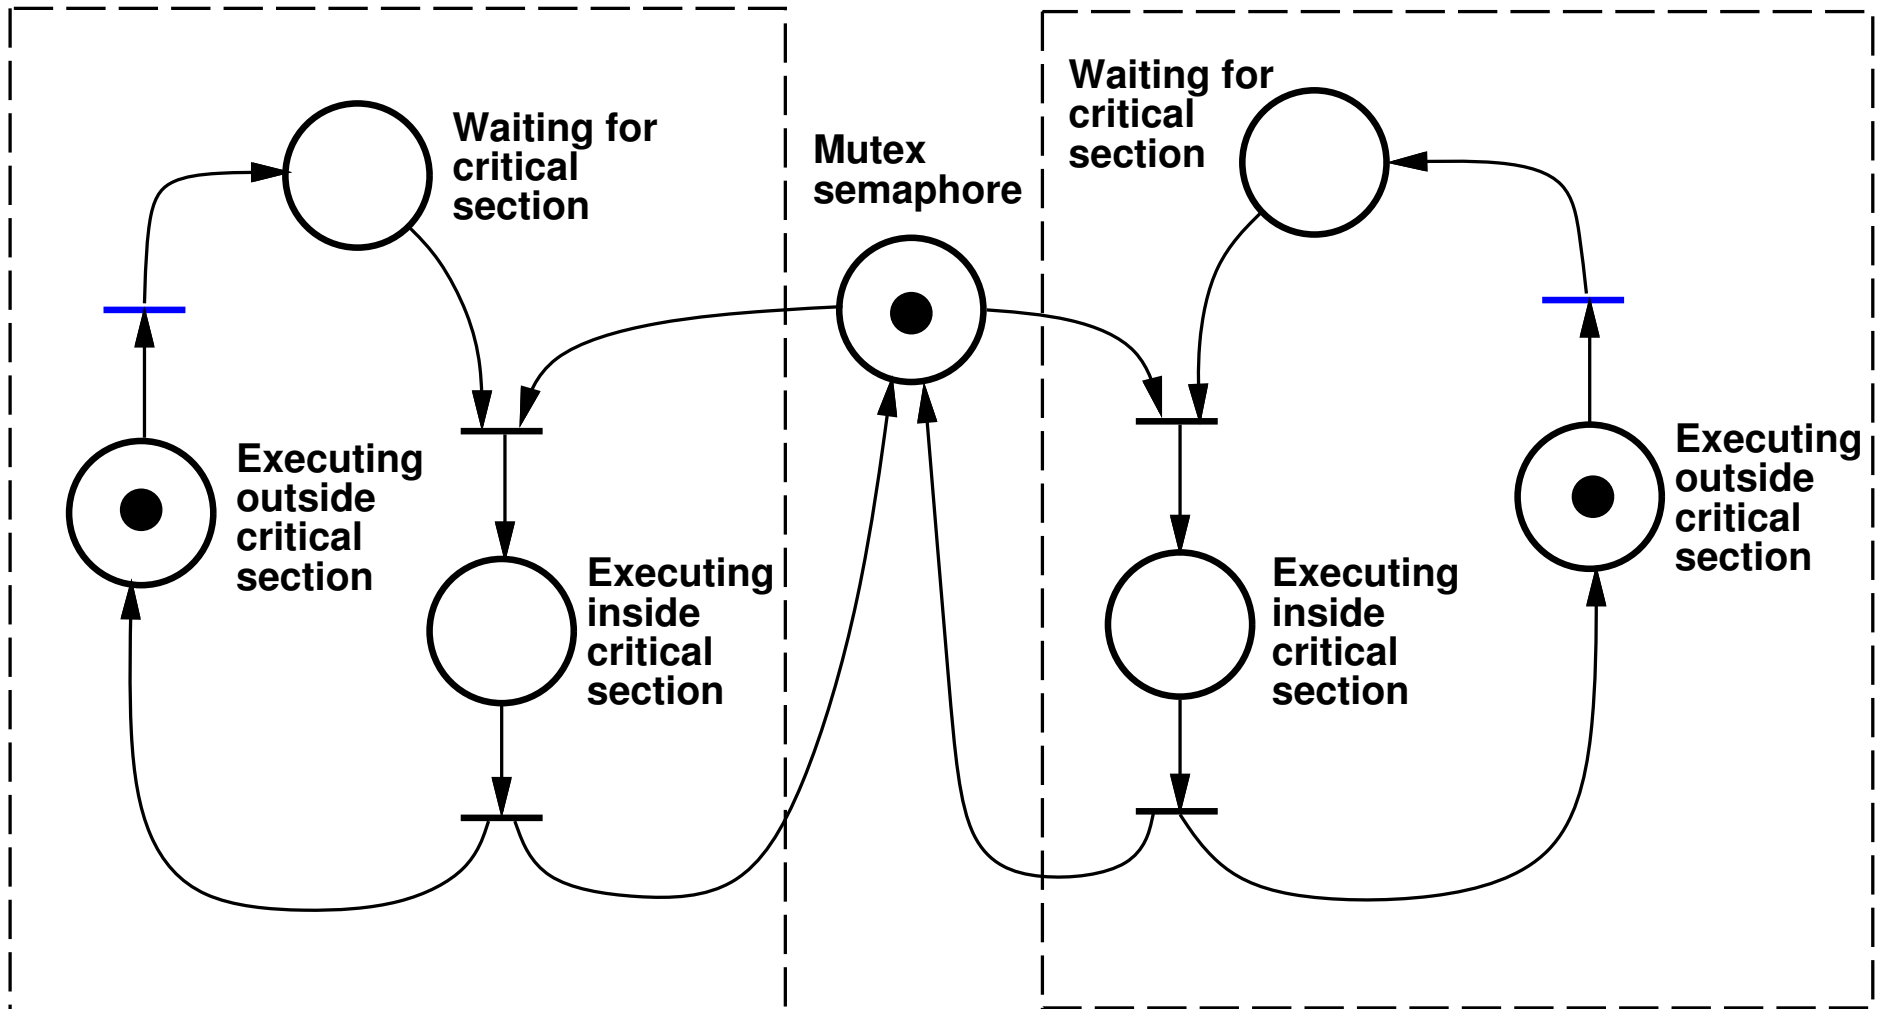 Waiting for
critical
section
Executing
outside
critical
section
Executing
inside
critical
section
Mutex
semaphore
Waiting for
critical
section
Executing
inside
critical
section
Executing
outside
critical
section